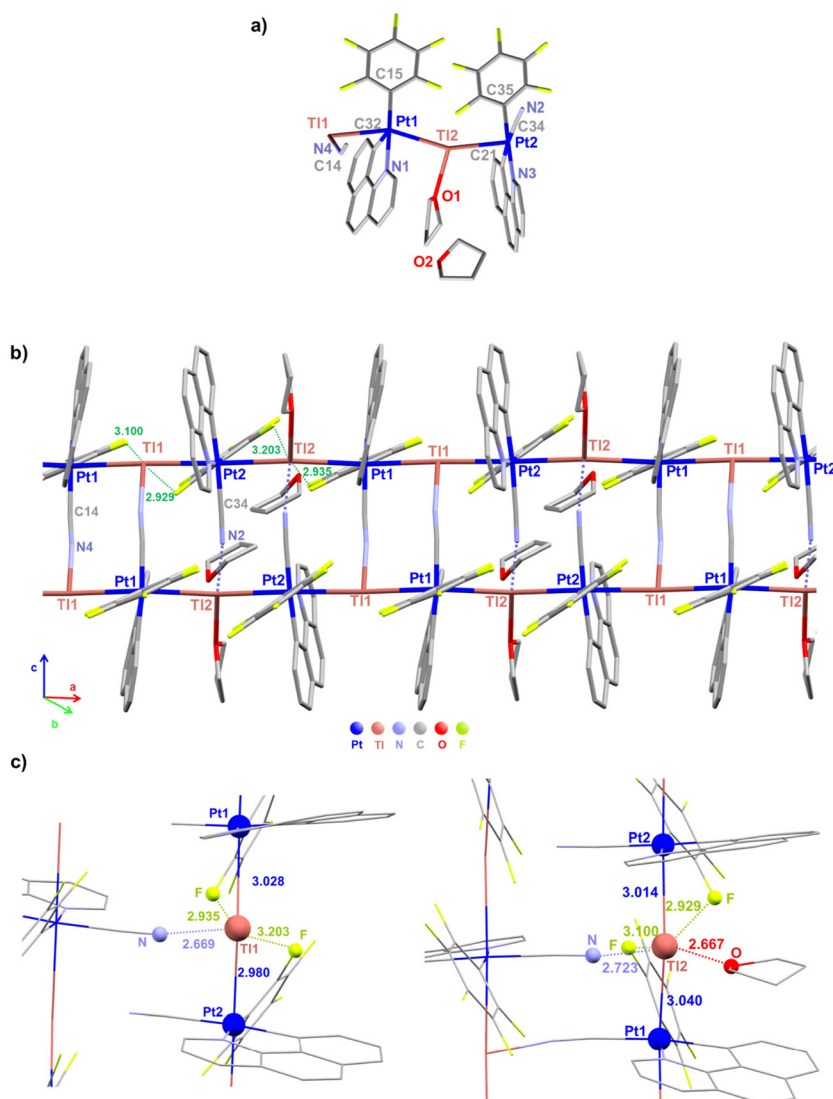 a)
C15
C35
N2
Tl1
C32
Pt1
Tl2
C34
Pt2
N4
C14
N1
C21
N3
O1
O2
b)
3.100
Tl1
3.203
Tl2
2.935
Tl2
Pt1
Pt2
Pt1
Tl1
Pt2
Pt1
Tl1
Pt2
2.929
C14
C34
N4
N2
Pt1
Pt2
Pt1
Pt2
Tl1
Tl2
Tl1
Tl2
Tl1
Tl2
c
a
b
Pt Tl N C O F
c)
Pt1
Pt2
F
3.028
3.014
F
2.935
2.929
N
3.203
F
N
F
3.100
2.667
O
2.669
Tl1
2.723
Tl2
2.980
3.040
Pt2
Pt1